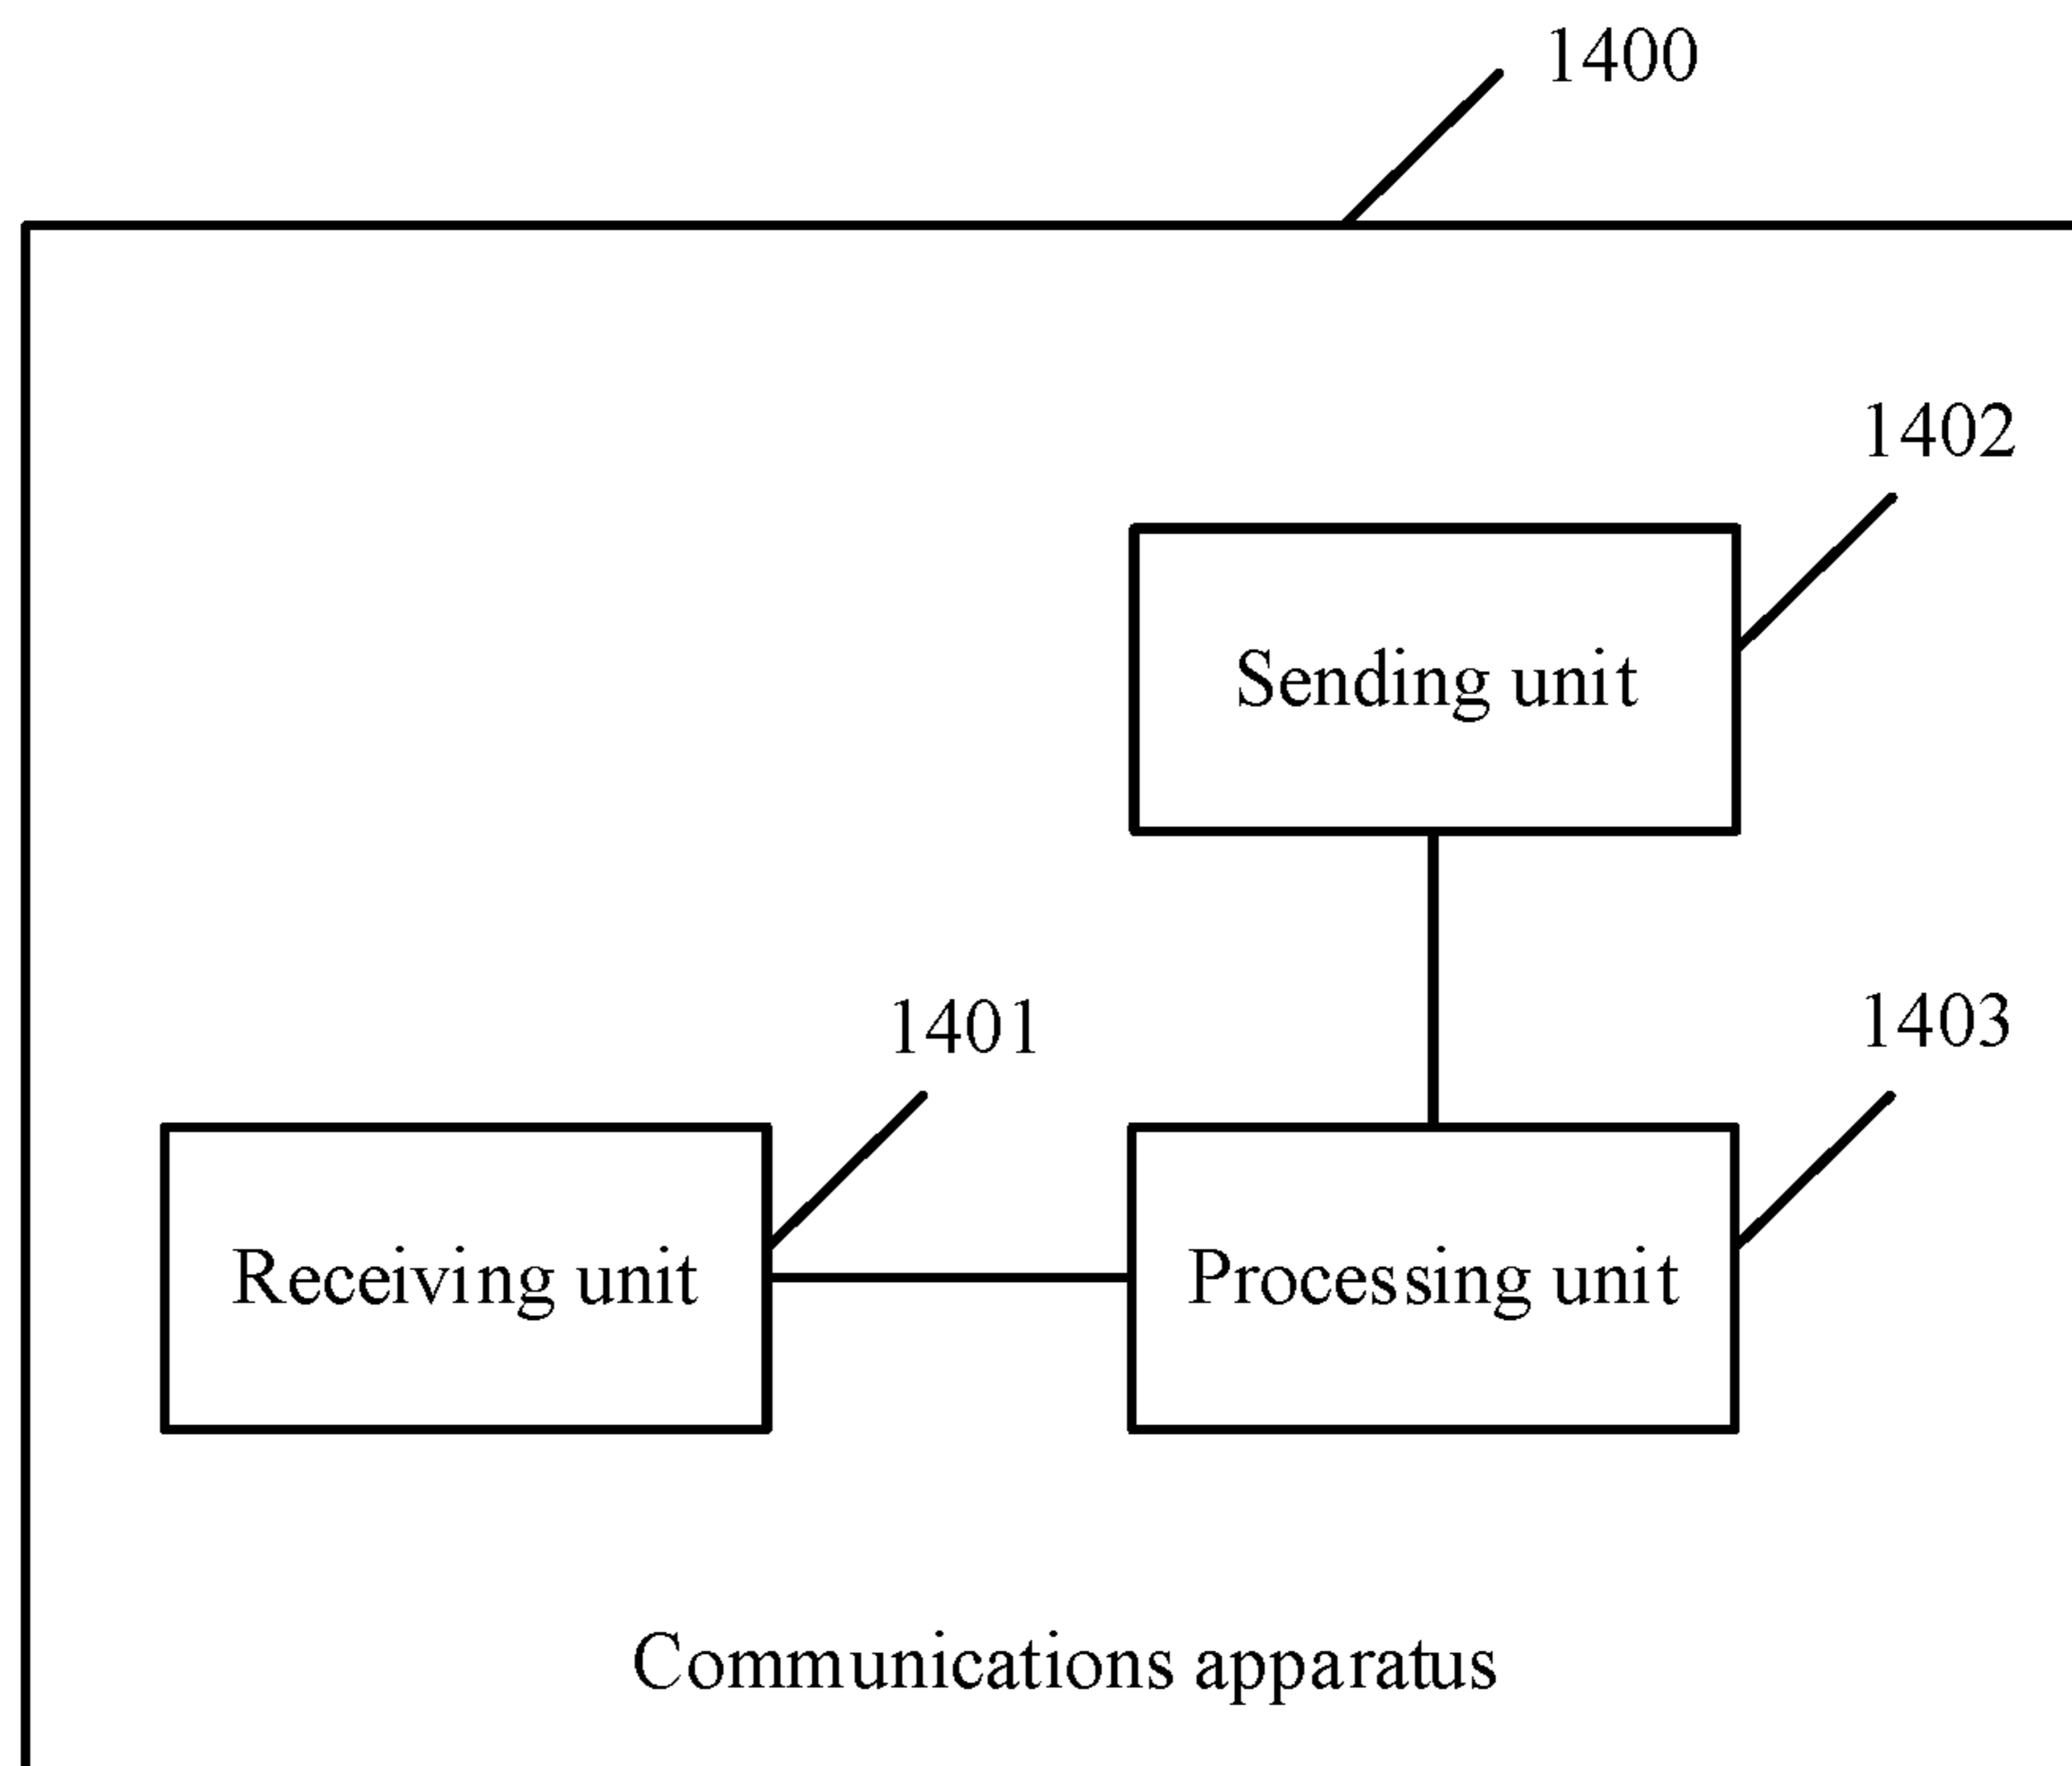 1400
1402
Sending unit
1401
1403
Receiving unit
Processing unit
Communications apparatus